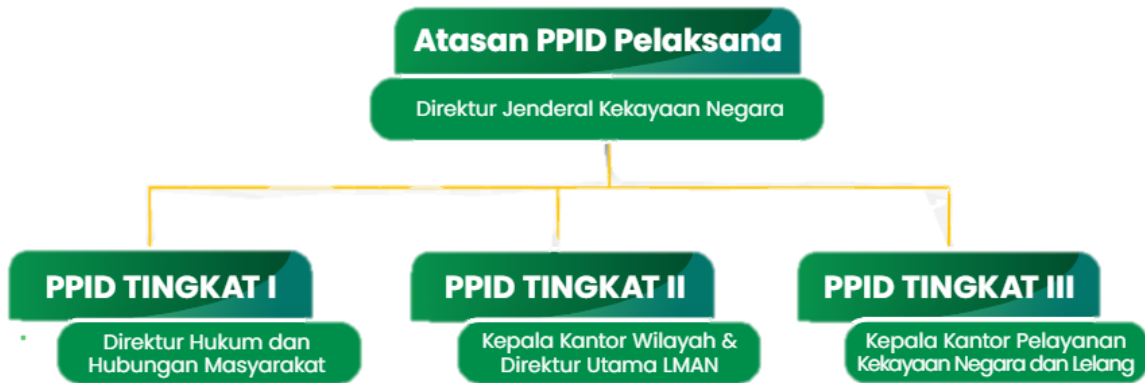 Atasan PPID Pelaksana
Direktur Jenderal Kekayaan Negara
PPID TINGKAT I
Direktur Hukum dan
Hubungan Masyarakat
PPID TINGKAT II
Kepala Kantor Wilayah &
Direktur Utama LMAN
PPID TINGKAT III
Kepala Kantor Pelayanan
Kekayaan Negara dan Lelang